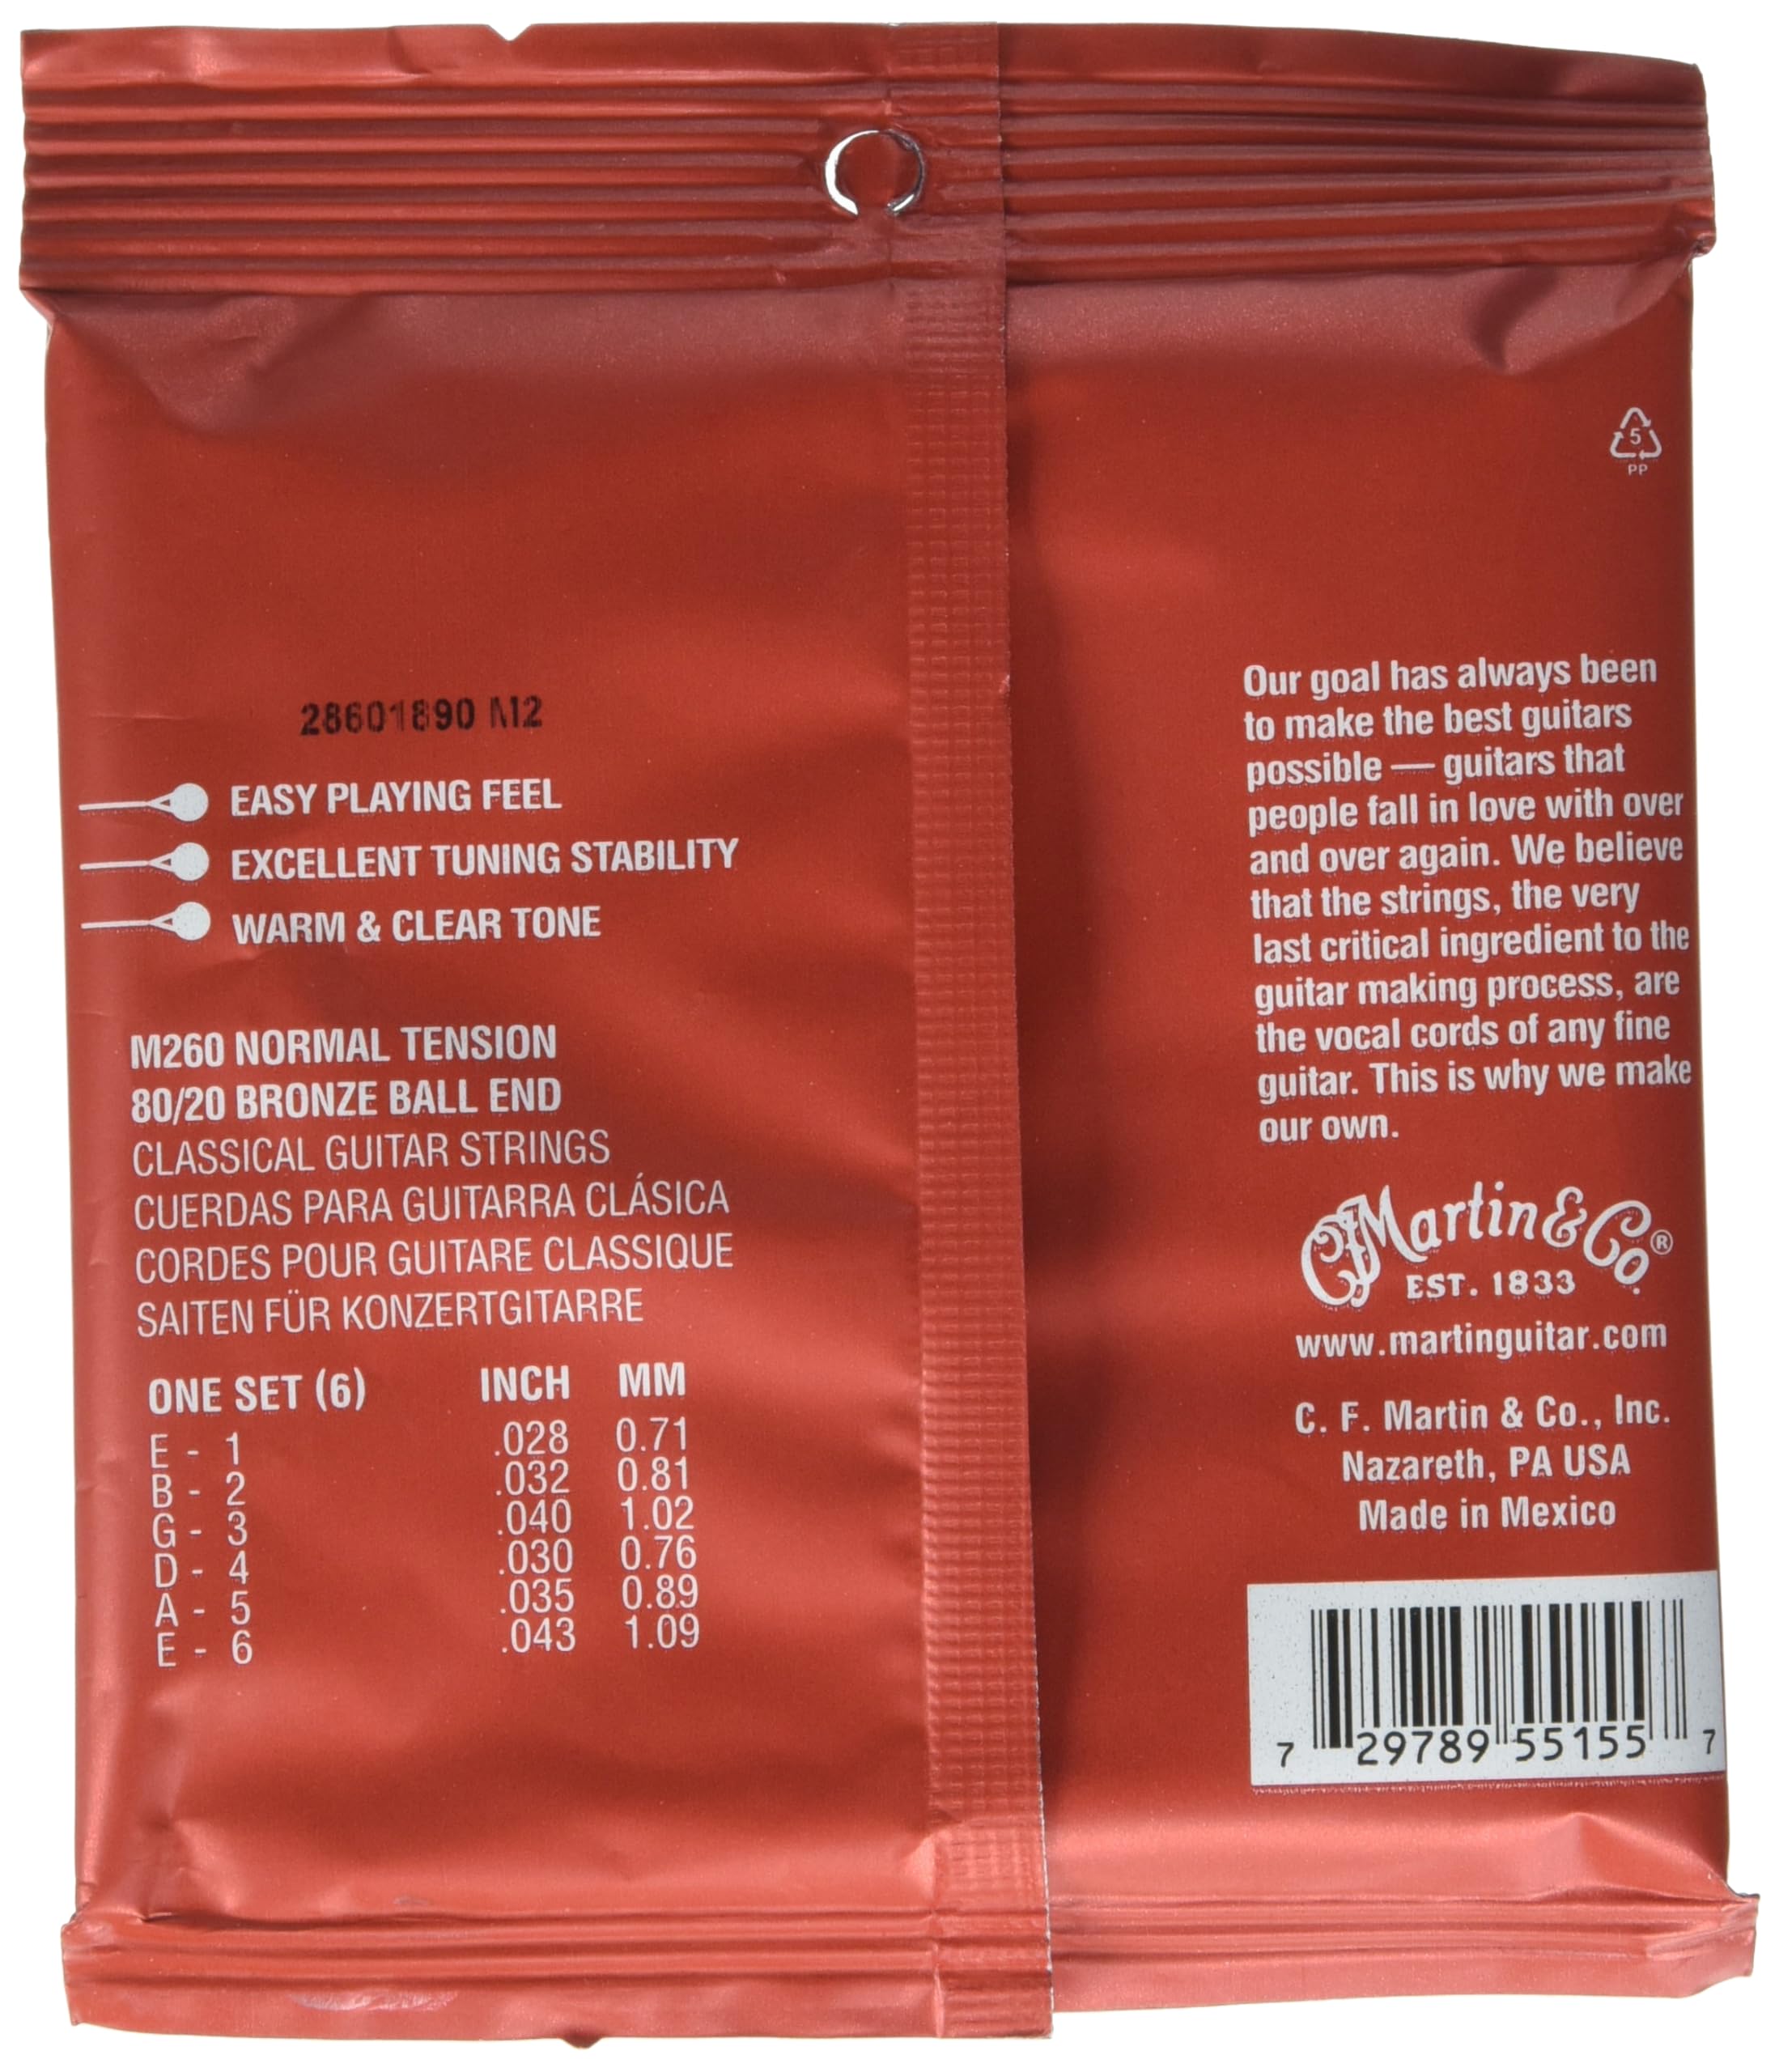 5
PP
28601890 M12
EASY PLAYING FEEL
EXCELLENT TUNING STABILITY
WARM & CLEAR TONE
M260 NORMAL TENSION
80/20 BRONZE BALL END
CLASSICAL GUITAR STRINGS
CUERDAS PARA GUITARRA CLÁSICA
CORDES POUR GUITARE CLASSIQUE
SAITEN FÜR KONZERTGITARRE
ONE SET (6) INCH MM
E - 1 .028 0.71
B - 2 .032 0.81
G - 3 .040 1.02
D - 4 .030 0.76
A - 5 .035 0.89
E - 6 .043 1.09
Our goal has always been
to make the best guitars
possible — guitars that
people fall in love with over
and over again. We believe
that the strings, the very
last critical ingredient to the
guitar making process, are
the vocal cords of any fine
guitar. This is why we make
our own.
CF Martin & Co.®
EST. 1833
www.martinguitar.com
C. F. Martin & Co., Inc.
Nazareth, PA USA
Made in Mexico
7 29789 55155 7